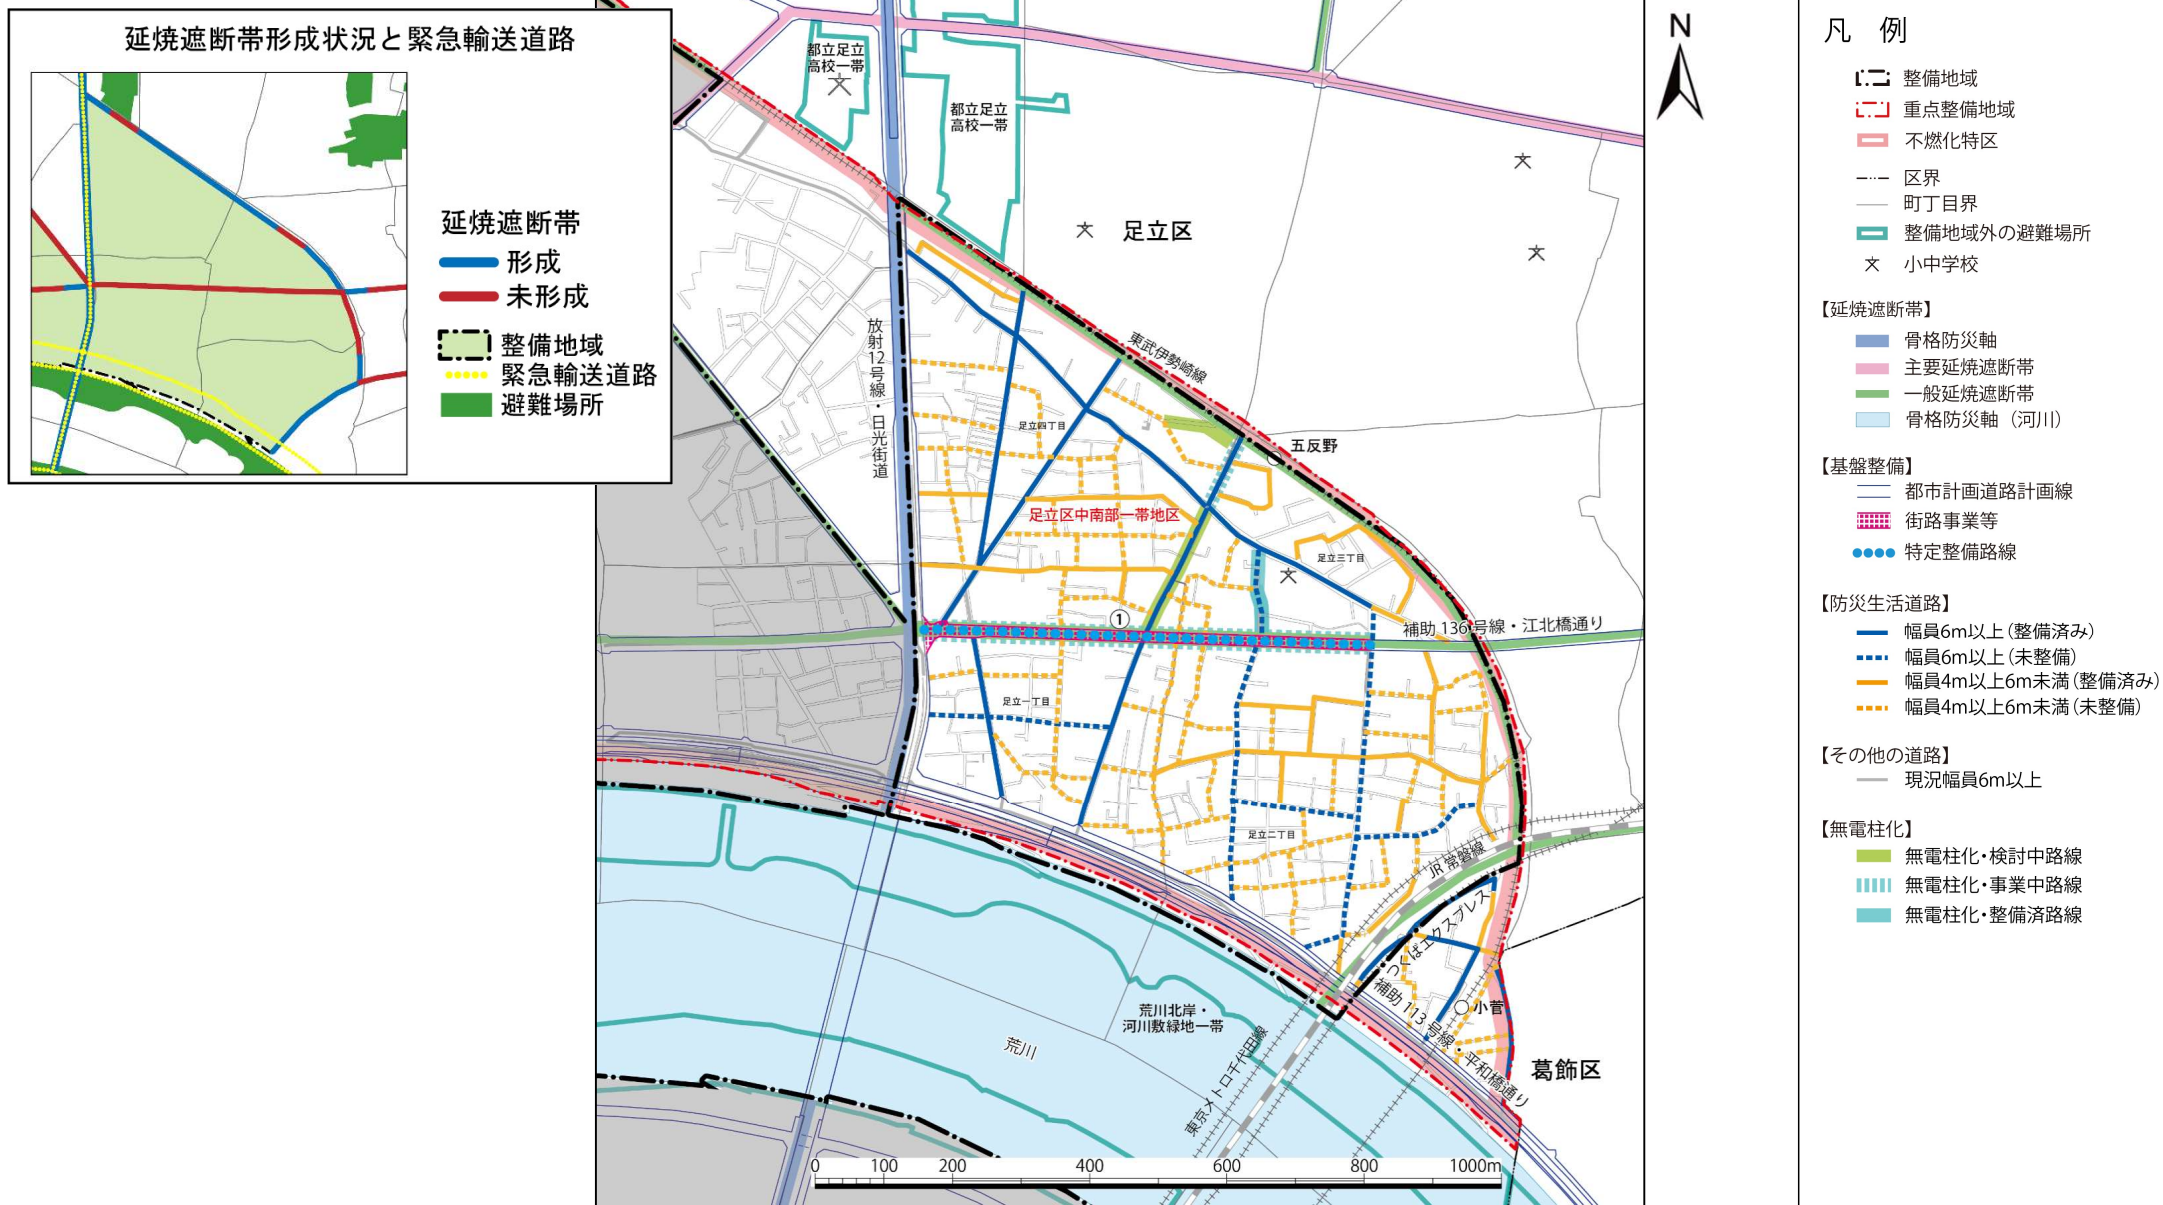 延焼遮断帯形成状況と緊急輸送道路
延焼遮断帯
形成
未形成
整備地域
緊急輸送道路
避難場所
都立足立
高校一帯
都立足立
高校一帯
足立区
東武伊勢崎線
放射12号線・日光街道
足立四丁目
五反野
足立区中南部一帯地区
足立三丁目
①
補助136号線・江北橋通り
足立一丁目
足立二丁目
JR常磐線
つくばエクスプレス
補助113号線・平和橋通り
小菅
荒川北岸・
河川敷緑地一帯
荒川
東京メトロ千代田線
葛飾区
0 100 200 400 600 800 1000m
N
凡 例
整備地域
重点整備地域
不燃化特区
区界
町丁目界
整備地域外の避難場所
小中学校
【延焼遮断帯】
骨格防災軸
主要延焼遮断帯
一般延焼遮断帯
骨格防災軸（河川）
【基盤整備】
都市計画道路計画線
街路事業等
特定整備路線
【防災生活道路】
幅員6m以上（整備済み）
幅員6m以上（未整備）
幅員4m以上6m未満（整備済み）
幅員4m以上6m未満（未整備）
【その他の道路】
現況幅員6m以上
【無電柱化】
無電柱化・検討中路線
無電柱化・事業中路線
無電柱化・整備済路線